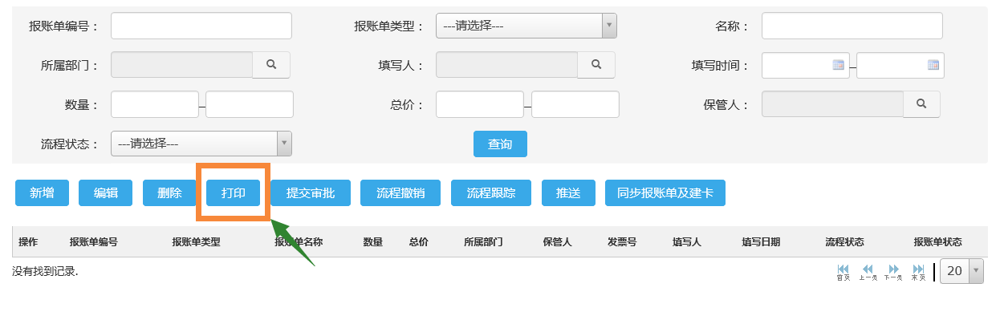 报账单编号： 报账单类型： ---请选择--- 名称：
所属部门： 填写人： 填写时间： –
数量： – 总价： – 保管人：
流程状态： ---请选择--- 查询
新增 编辑 删除 打印 提交审批 流程撤销 流程跟踪 推送 同步报账单及建卡
操作 报账单编号 报账单类型 报账单名称 数量 总价 所属部门 保管人 发票号 填写人 填写日期 流程状态 报账单状态
没有找到记录. 首页 上一页 下一页 末页 20